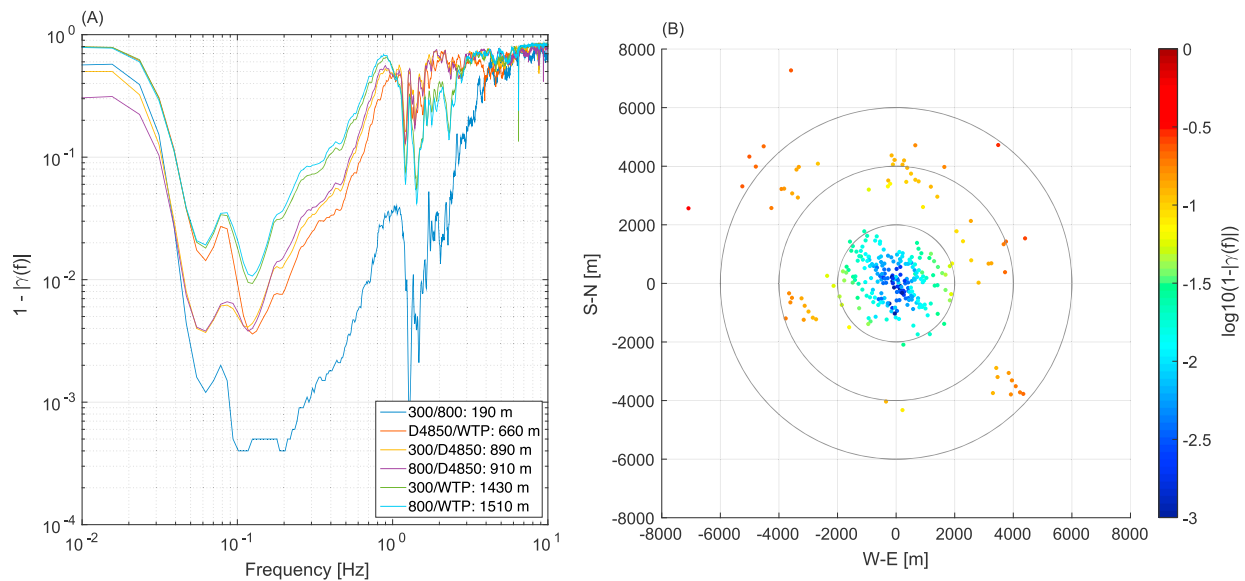 (A)
10^0
10^-1
10^-2
10^-3
10^-4
1 - |γ(f)|
10^-2
10^-1
10^0
10^1
Frequency [Hz]
300/800: 190 m
D4850/WTP: 660 m
300/D4850: 890 m
800/D4850: 910 m
300/WTP: 1430 m
800/WTP: 1510 m
(B)
8000
6000
4000
2000
0
-2000
-4000
-6000
-8000
S-N [m]
-8000
-6000
-4000
-2000
0
2000
4000
6000
8000
W-E [m]
0
-0.5
-1
-1.5
-2
-2.5
-3
log10(1-|γ(f)|)